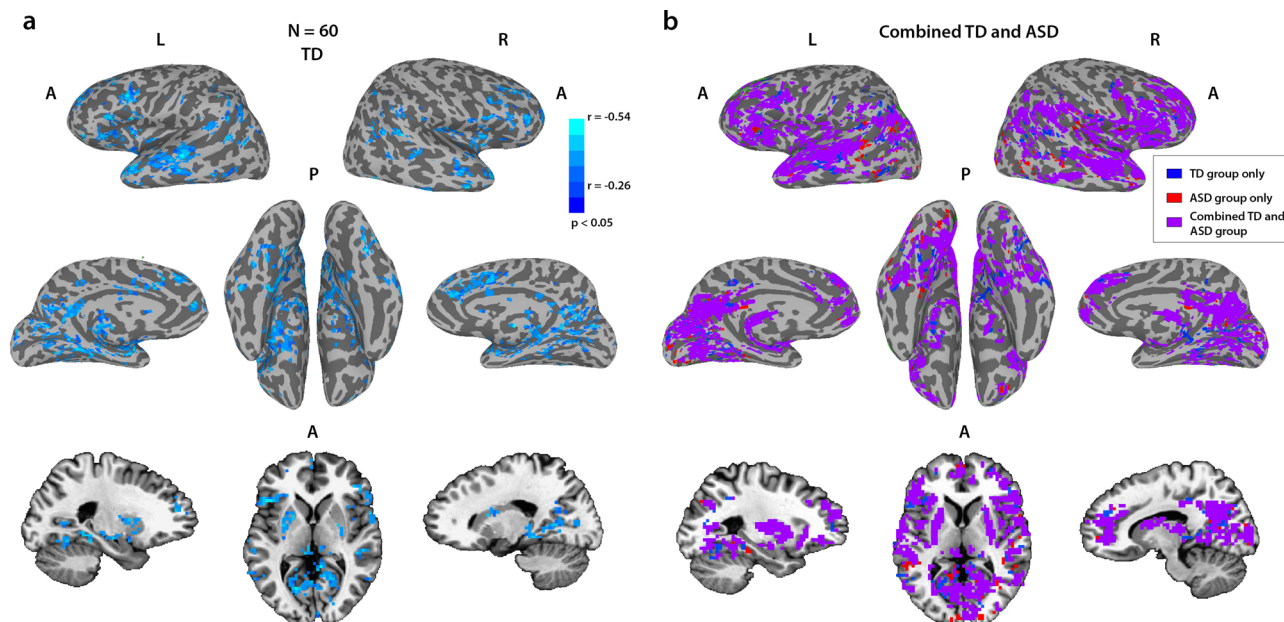 a
N = 60
TD
L
R
A
A
r = -0.54
r = -0.26
p < 0.05
P
A
b
Combined TD and ASD
L
R
A
A
P
TD group only
ASD group only
Combined TD and
ASD group
A